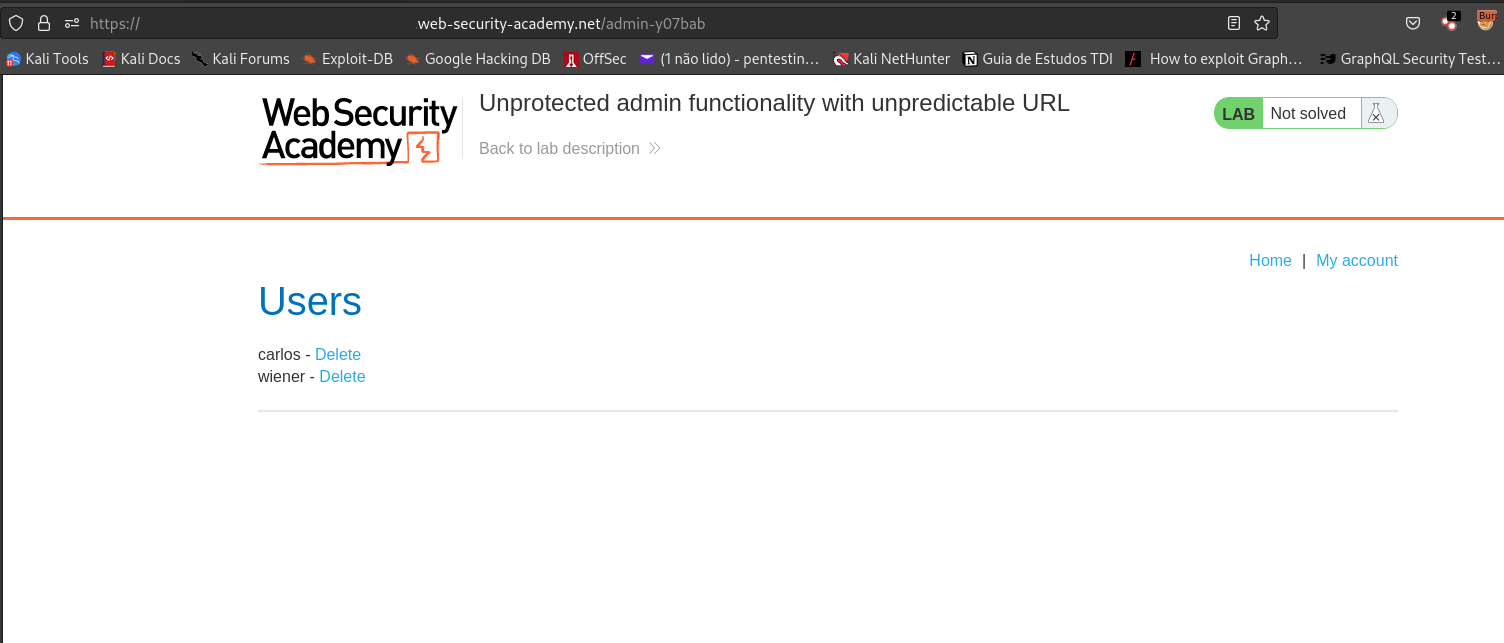 https:// web-security-academy.net/admin-y07bab 2 Bur
Kali Tools Kali Docs Kali Forums Exploit-DB Google Hacking DB OffSec (1 não lido) - pentestin… Kali NetHunter Guia de Estudos TDI How to exploit Graph… GraphQL Security Test…
Web Security
Academy
Unprotected admin functionality with unpredictable URL
Back to lab description
LAB Not solved
Home | My account
Users
carlos - Delete
wiener - Delete